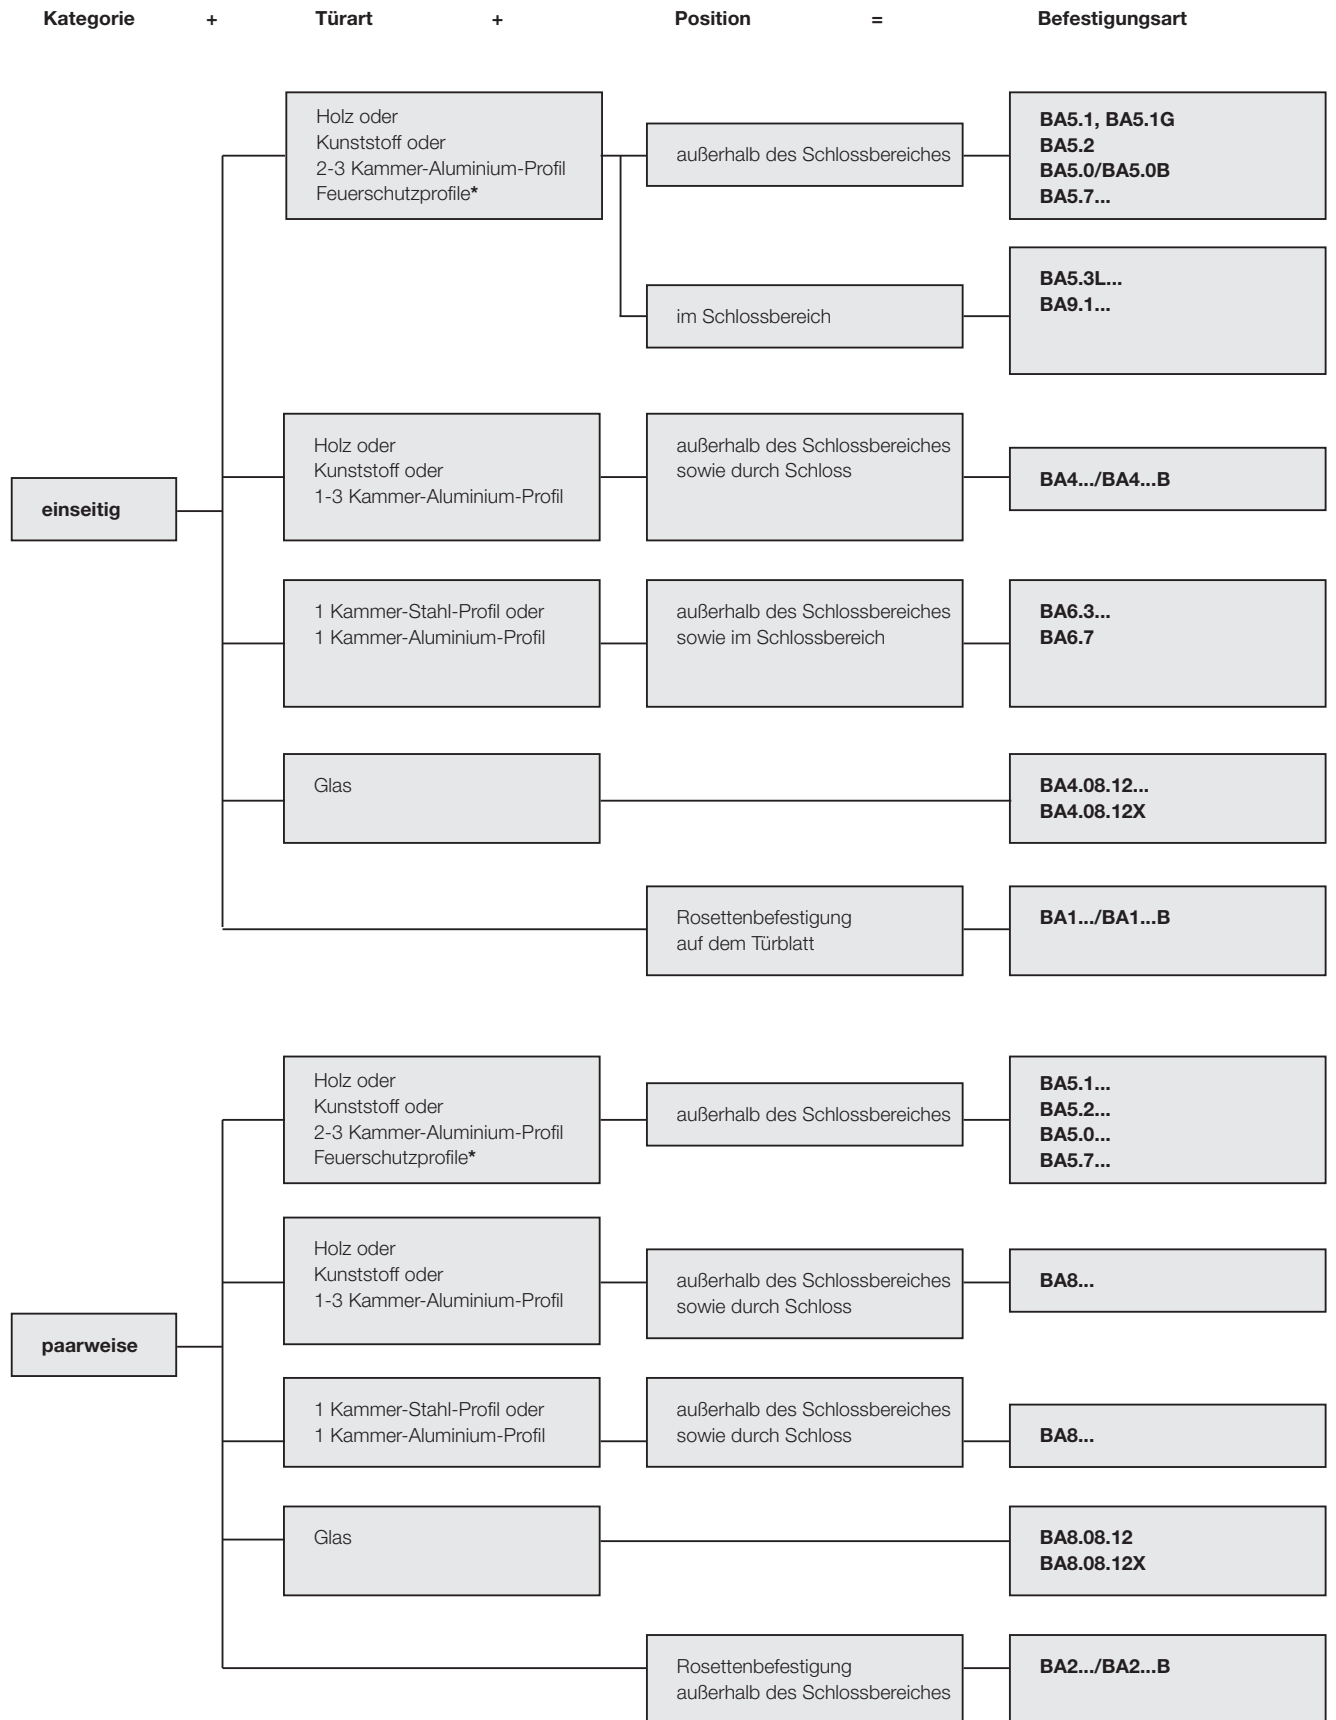 Kategorie + Türart + Position = Befestigungsart
Holz oder
Kunststoff oder
2-3 Kammer-Aluminium-Profil
Feuerschutzprofile*
außerhalb des Schlossbereiches
BA5.1, BA5.1G
BA5.2
BA5.0/BA5.0B
BA5.7...
im Schlossbereich
BA5.3L...
BA9.1...
einseitig
Holz oder
Kunststoff oder
1-3 Kammer-Aluminium-Profil
außerhalb des Schlossbereiches
sowie durch Schloss
BA4.../BA4...B
1 Kammer-Stahl-Profil oder
1 Kammer-Aluminium-Profil
außerhalb des Schlossbereiches
sowie im Schlossbereich
BA6.3...
BA6.7
Glas
BA4.08.12...
BA4.08.12X
Rosettenbefestigung
auf dem Türblatt
BA1.../BA1...B
Holz oder
Kunststoff oder
2-3 Kammer-Aluminium-Profil
Feuerschutzprofile*
außerhalb des Schlossbereiches
BA5.1...
BA5.2...
BA5.0...
BA5.7...
paarweise
Holz oder
Kunststoff oder
1-3 Kammer-Aluminium-Profil
außerhalb des Schlossbereiches
sowie durch Schloss
BA8...
1 Kammer-Stahl-Profil oder
1 Kammer-Aluminium-Profil
außerhalb des Schlossbereiches
sowie durch Schloss
BA8...
Glas
BA8.08.12
BA8.08.12X
Rosettenbefestigung
außerhalb des Schlossbereiches
BA2.../BA2...B